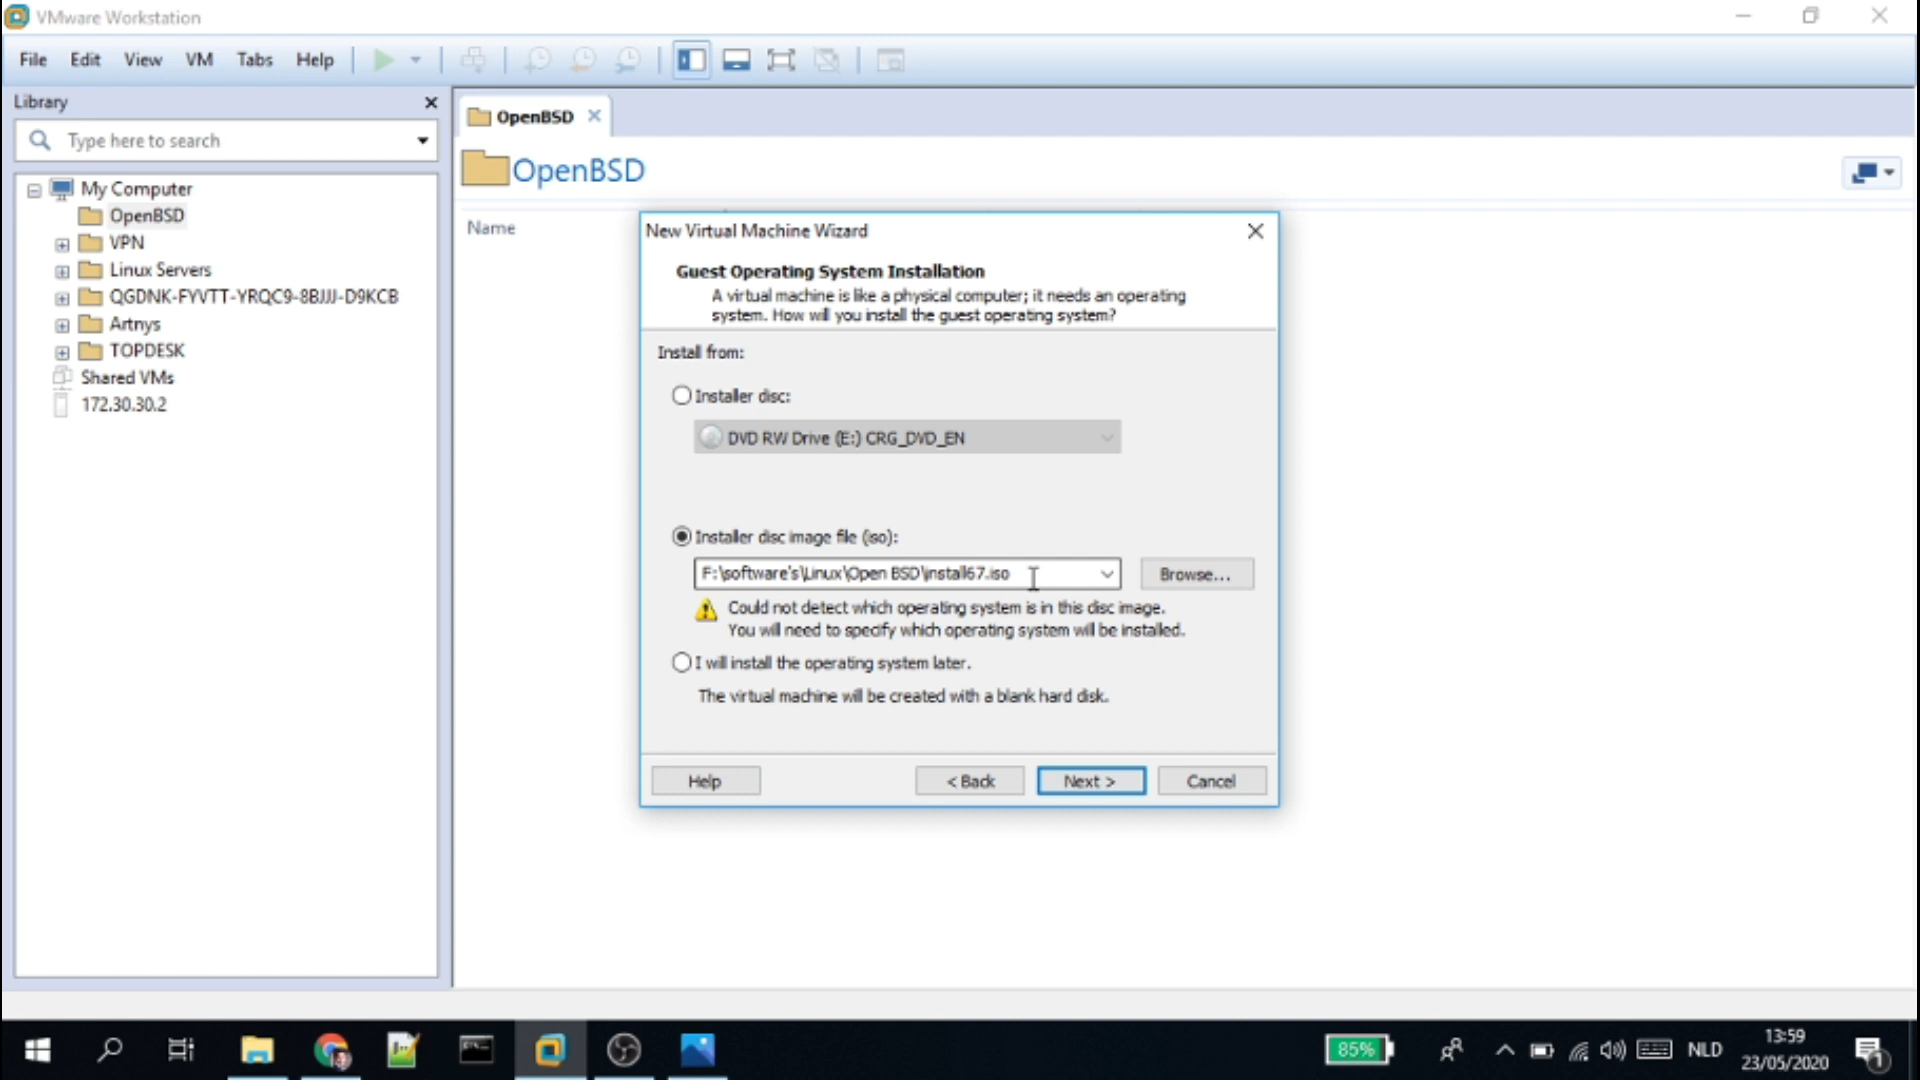 VMware Workstation
File Edit View VM Tabs Help
Library
Type here to search
My Computer
OpenBSD
VPN
Linux Servers
QGDNK-FYVTT-YRQC9-8BJJJ-D9KCB
Artnys
TOPDESK
Shared VMs
172.30.30.2
OpenBSD
OpenBSD
Name
New Virtual Machine Wizard
Guest Operating System Installation
A virtual machine is like a physical computer; it needs an operating
system. How will you install the guest operating system?
Install from:
Installer disc:
DVD RW Drive (E:) CRG_DVD_EN
Installer disc image file (iso):
F:\software's\Linux\Open BSD\install67.iso
Browse...
Could not detect which operating system is in this disc image.
You will need to specify which operating system will be installed.
I will install the operating system later.
The virtual machine will be created with a blank hard disk.
Help < Back Next > Cancel
85%
NLD
13:59
23/05/2020
1